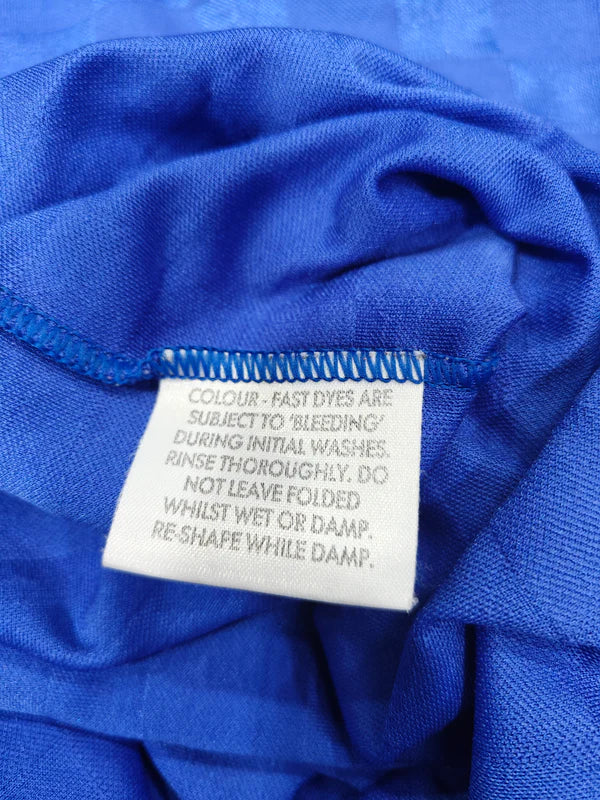 COLOUR - FAST DYES ARE
SUBJECT TO 'BLEEDING'
DURING INITIAL WASHES.
RINSE THOROUGHLY. DO
NOT LEAVE FOLDED
WHILST WET OR DAMP.
RE-SHAPE WHILE DAMP.